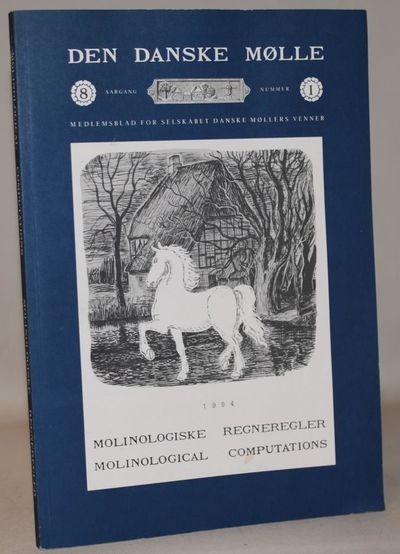 DEN DANSKE MØLLE
8 AARGANG NUMMER 1
MEDLEMSBLAD FOR SELSKABET DANSKE MØLLERS VENNER
1994
MOLINOLOGISKE REGNEREGLER
MOLINOLOGICAL COMPUTATIONS